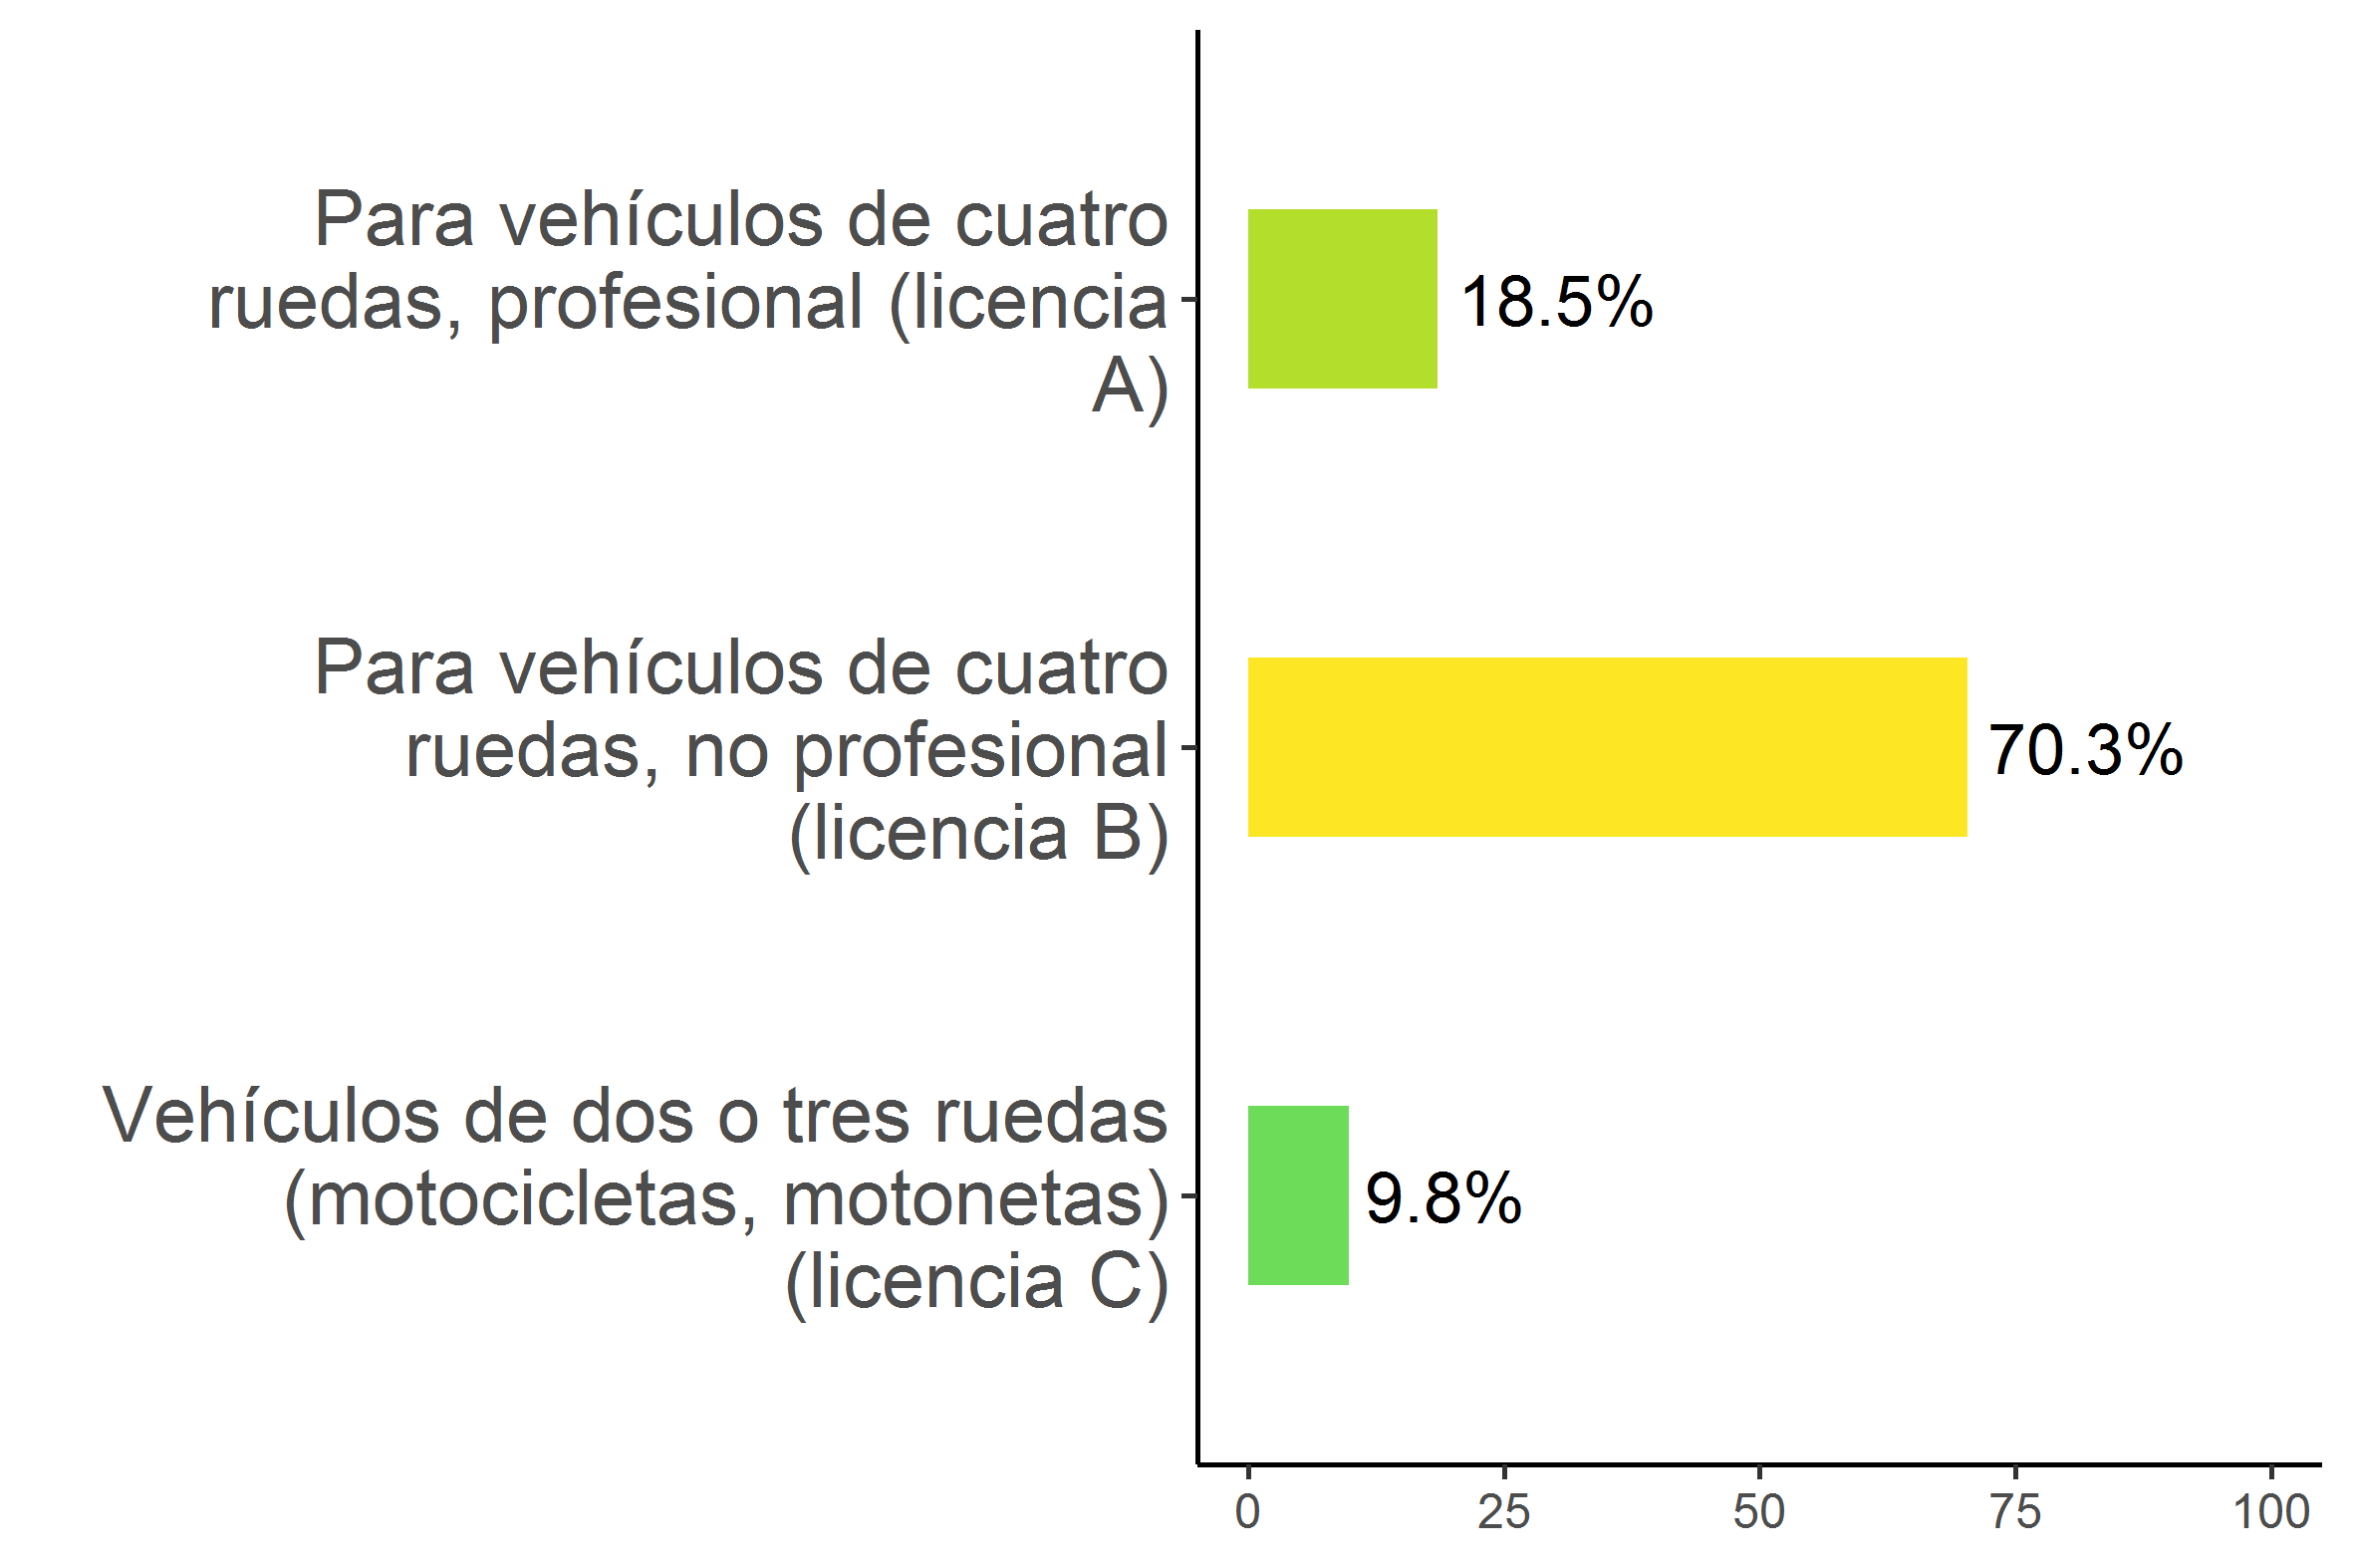 Para vehículos de cuatro
ruedas, profesional (licencia
A)
18.5%
Para vehículos de cuatro
ruedas, no profesional
(licencia B)
70.3%
Vehículos de dos o tres ruedas
(motocicletas, motonetas)
(licencia C)
9.8%
0 25 50 75 100